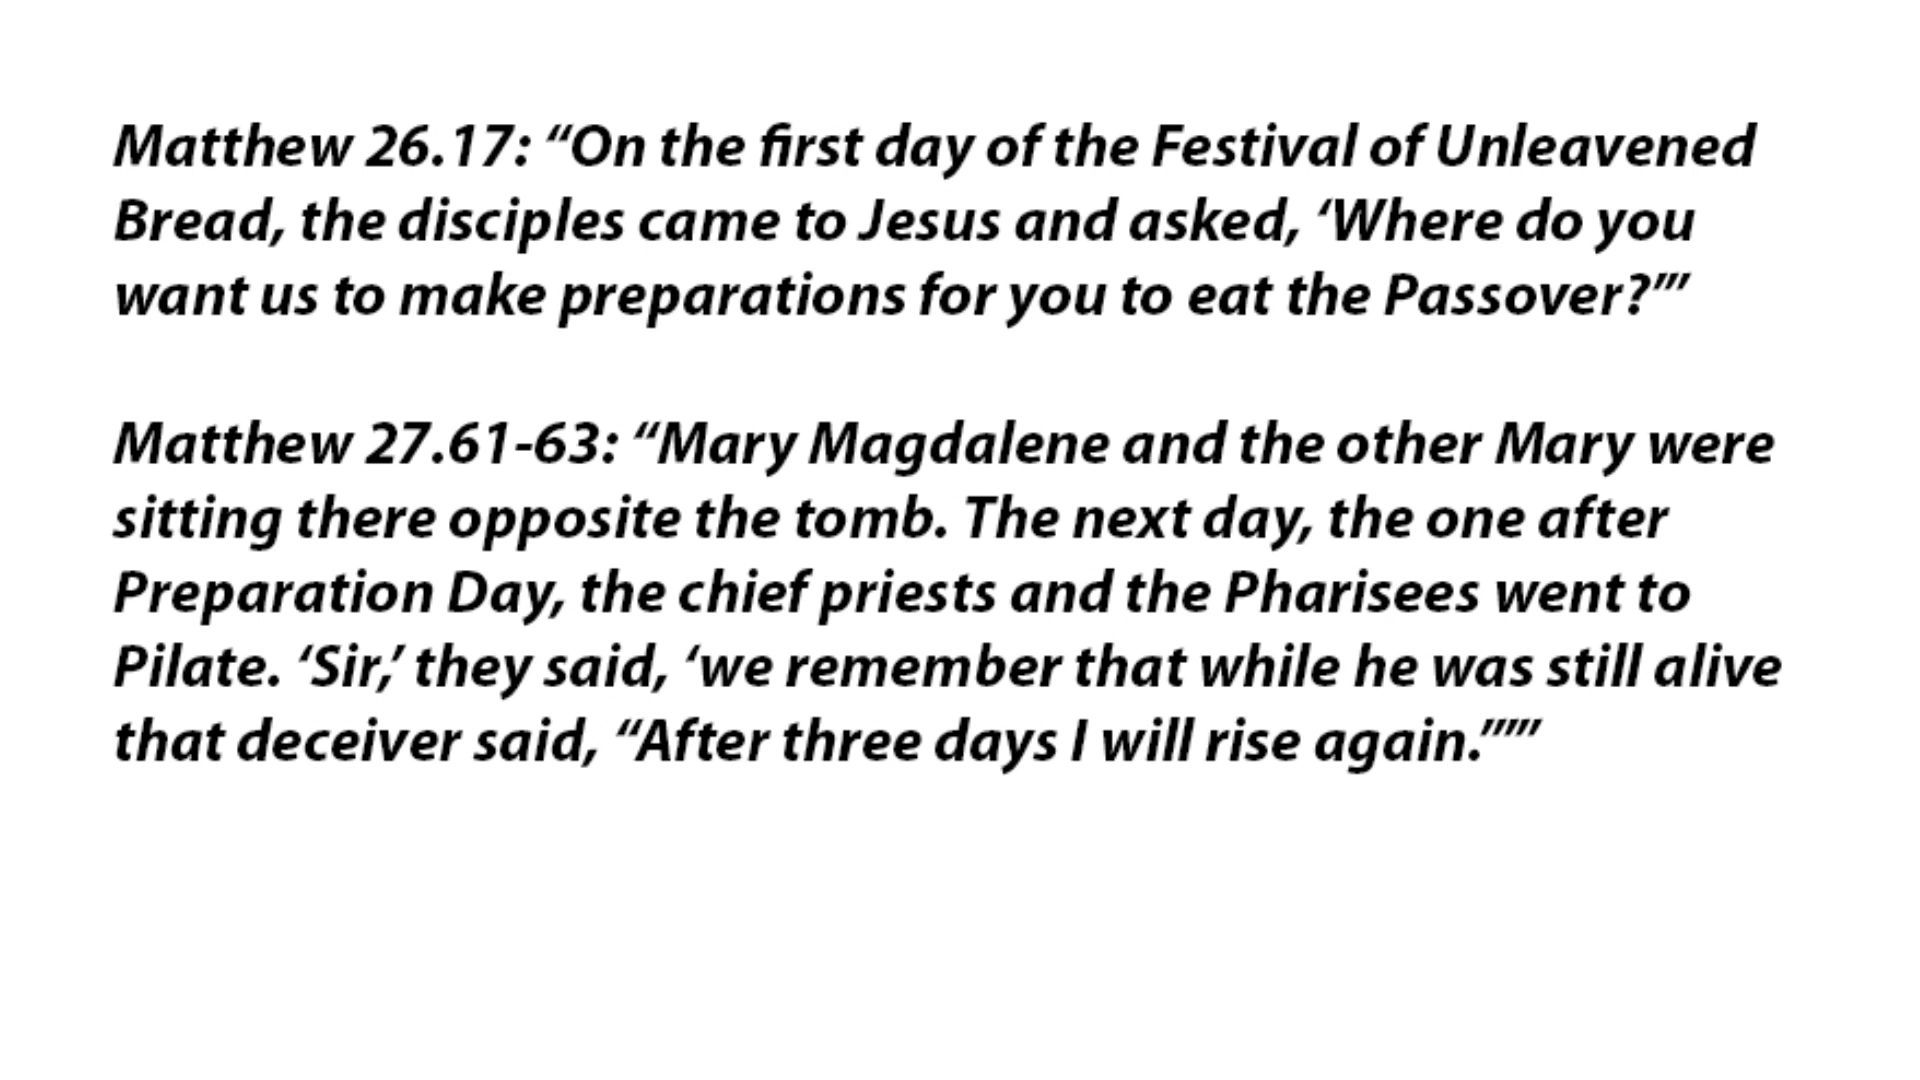 Matthew 26.17: “On the first day of the Festival of Unleavened
Bread, the disciples came to Jesus and asked, ‘Where do you
want us to make preparations for you to eat the Passover?’”
Matthew 27.61-63: “Mary Magdalene and the other Mary were
sitting there opposite the tomb. The next day, the one after
Preparation Day, the chief priests and the Pharisees went to
Pilate. ‘Sir,’ they said, ‘we remember that while he was still alive
that deceiver said, “After three days I will rise again.”’”